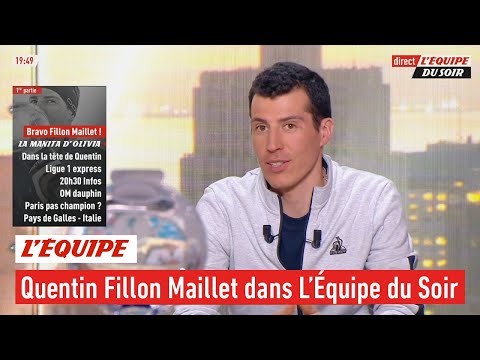 19:49
direct L'ÉQUIPE
DU SOIR
1re partie
Bravo Fillon Maillet !
LA MANITA D'OLIVIA
Dans la tête de Quentin
Ligue 1 express
20h30 Infos
OM dauphin
Paris pas champion ?
Pays de Galles - Italie
L'ÉQUIPE
Quentin Fillon Maillet dans L'Équipe du Soir